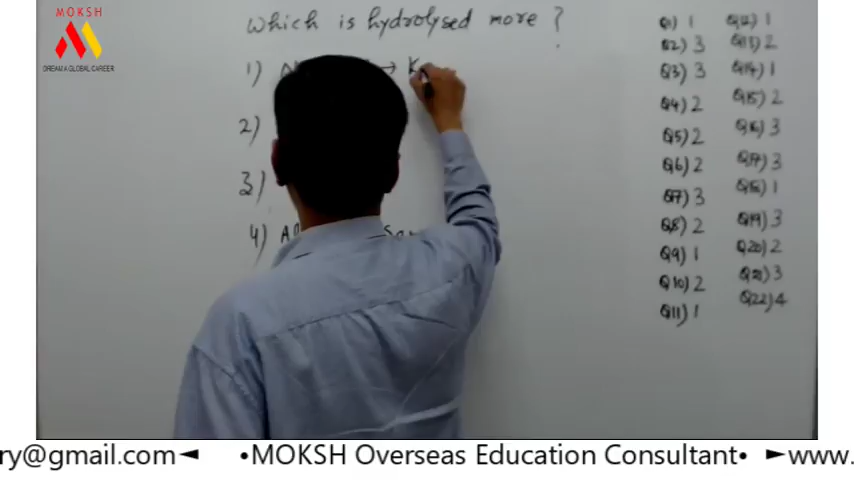 MOKSH
DREAM A GLOBAL CAREER
Which is hydrolysed more ?
1) → K
2)
3)
4)
Q1) 1
Q2) 3
Q3) 3
Q4) 2
Q5) 2
Q6) 2
Q7) 3
Q8) 2
Q9) 1
Q10) 2
Q11) 1
Q12) 1
Q13) 2
Q14) 1
Q15) 2
Q16) 3
Q17) 3
Q18) 1
Q19) 3
Q20) 2
Q21) 3
Q22) 4
ry@gmail.com◄ •MOKSH Overseas Education Consultant• ►www.